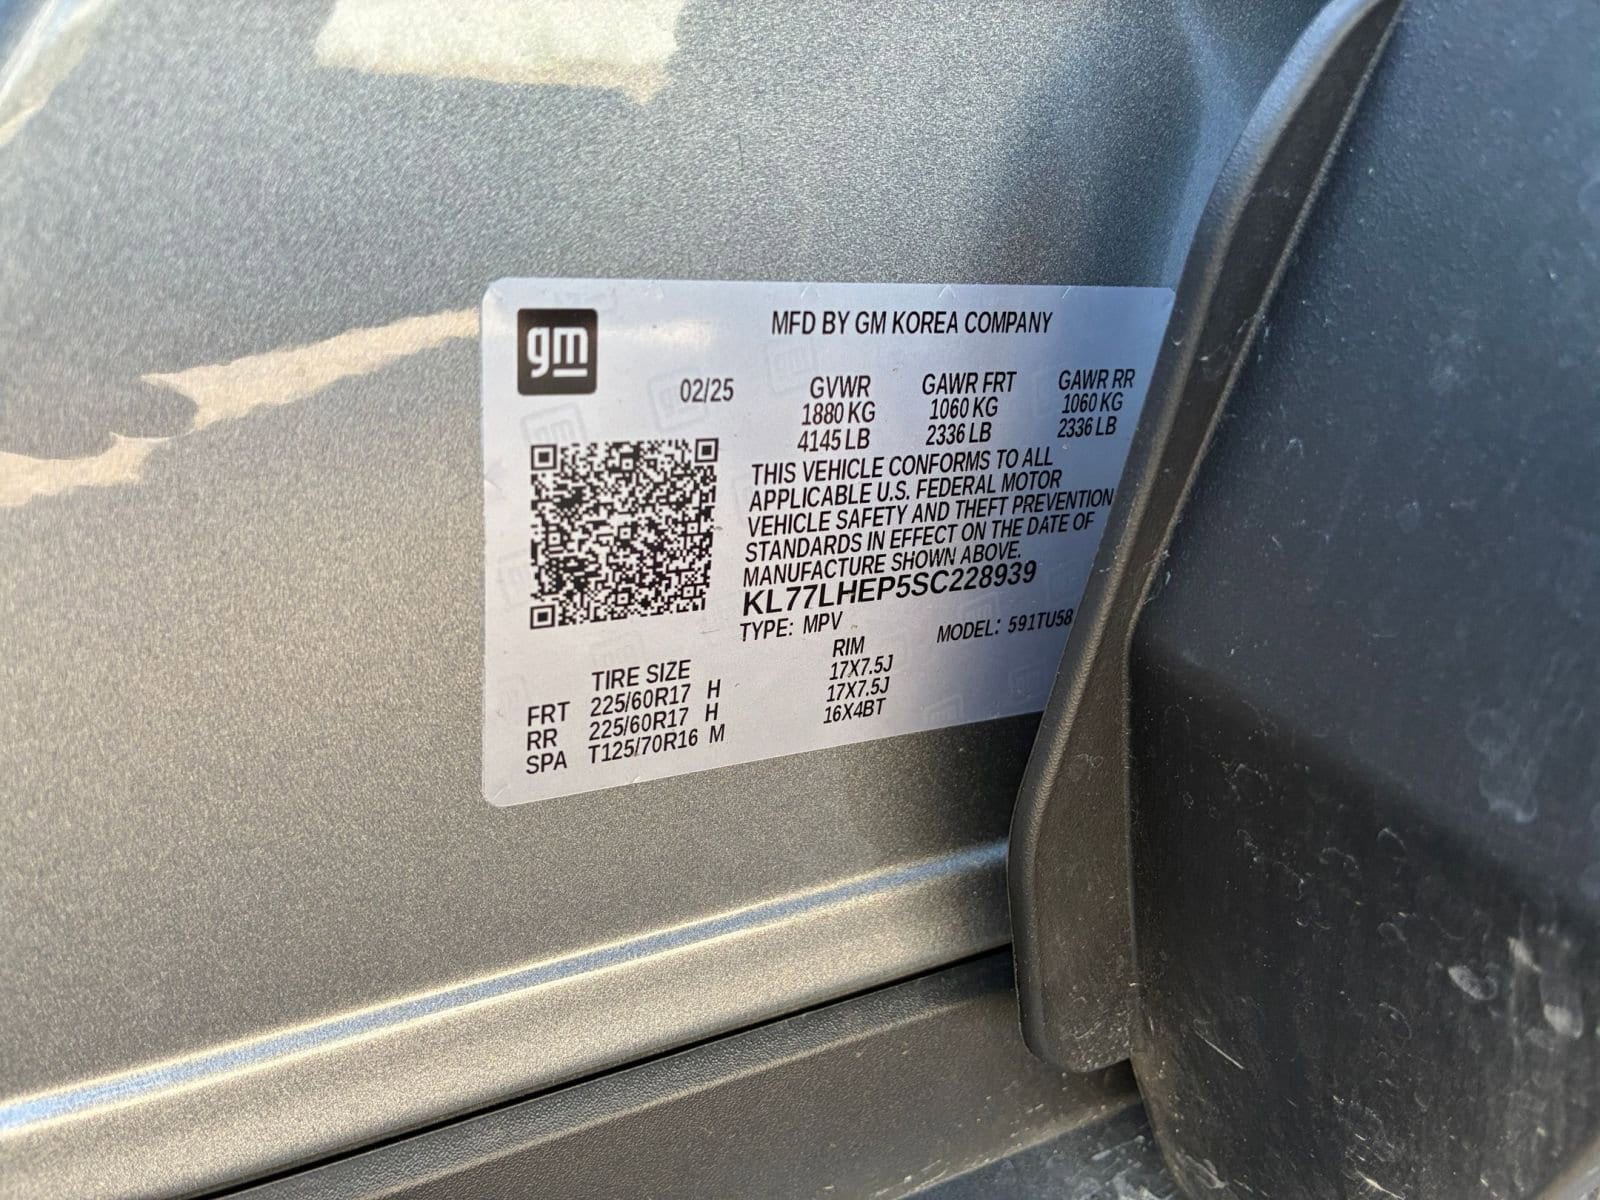 gm
MFD BY GM KOREA COMPANY
02/25 GVWR GAWR FRT GAWR RR
1880 KG 1060 KG 1060 KG
4145 LB 2336 LB 2336 LB
THIS VEHICLE CONFORMS TO ALL
APPLICABLE U.S. FEDERAL MOTOR
VEHICLE SAFETY AND THEFT PREVENTION
STANDARDS IN EFFECT ON THE DATE OF
MANUFACTURE SHOWN ABOVE.
KL77LHEP5SC228939
TYPE: MPV MODEL: 591TU58
TIRE SIZE RIM
FRT 225/60R17 H 17X7.5J
RR 225/60R17 H 17X7.5J
SPA T125/70R16 M 16X4BT